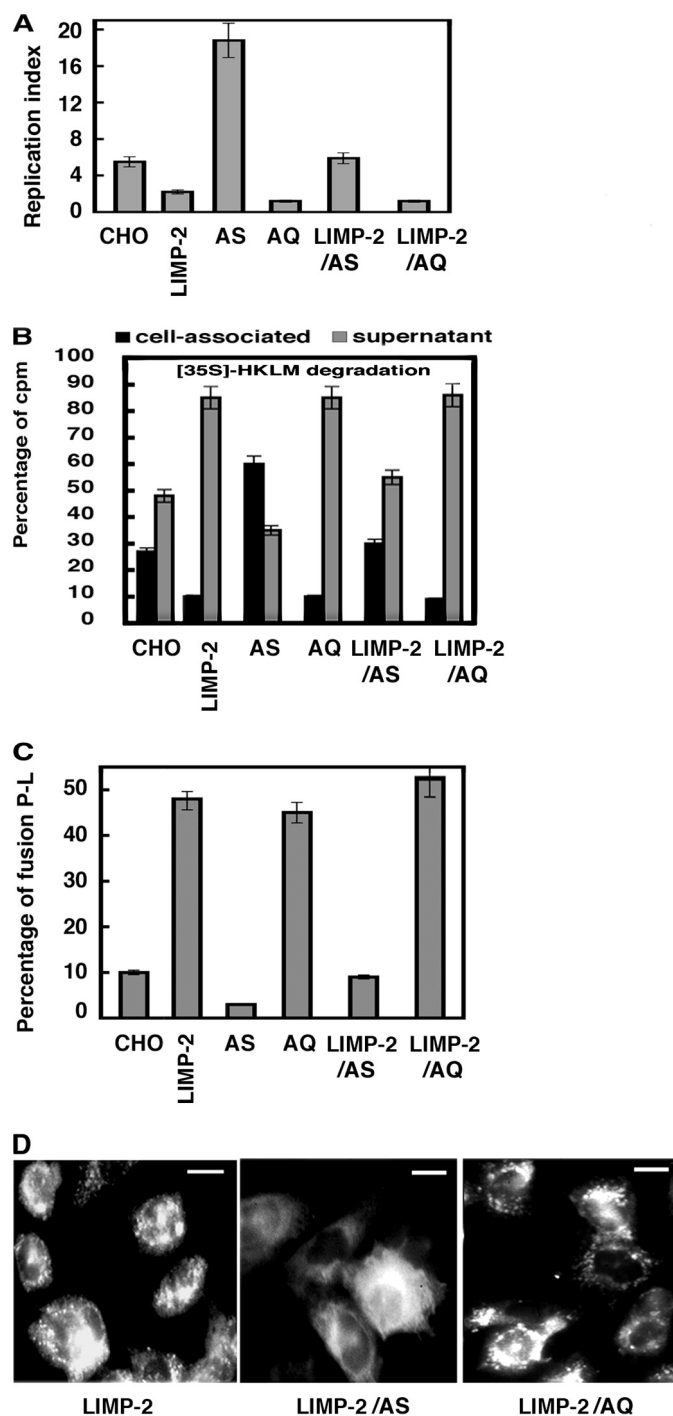 A
Replication index
20
16
12
8
4
0
CHO
LIMP-2
AS
AQ
LIMP-2
/AS
LIMP-2
/AQ
B
cell-associated supernatant
[35S]-HKLM degradation
Percentage of cpm
100
90
80
70
60
50
40
30
20
10
0
CHO
LIMP-2
AS
AQ
LIMP-2
/AS
LIMP-2
/AQ
C
Percentage of fusion P-L
50
40
30
20
10
0
CHO
LIMP-2
AS
AQ
LIMP-2
/AS
LIMP-2
/AQ
D
LIMP-2
LIMP-2/AS
LIMP-2/AQ